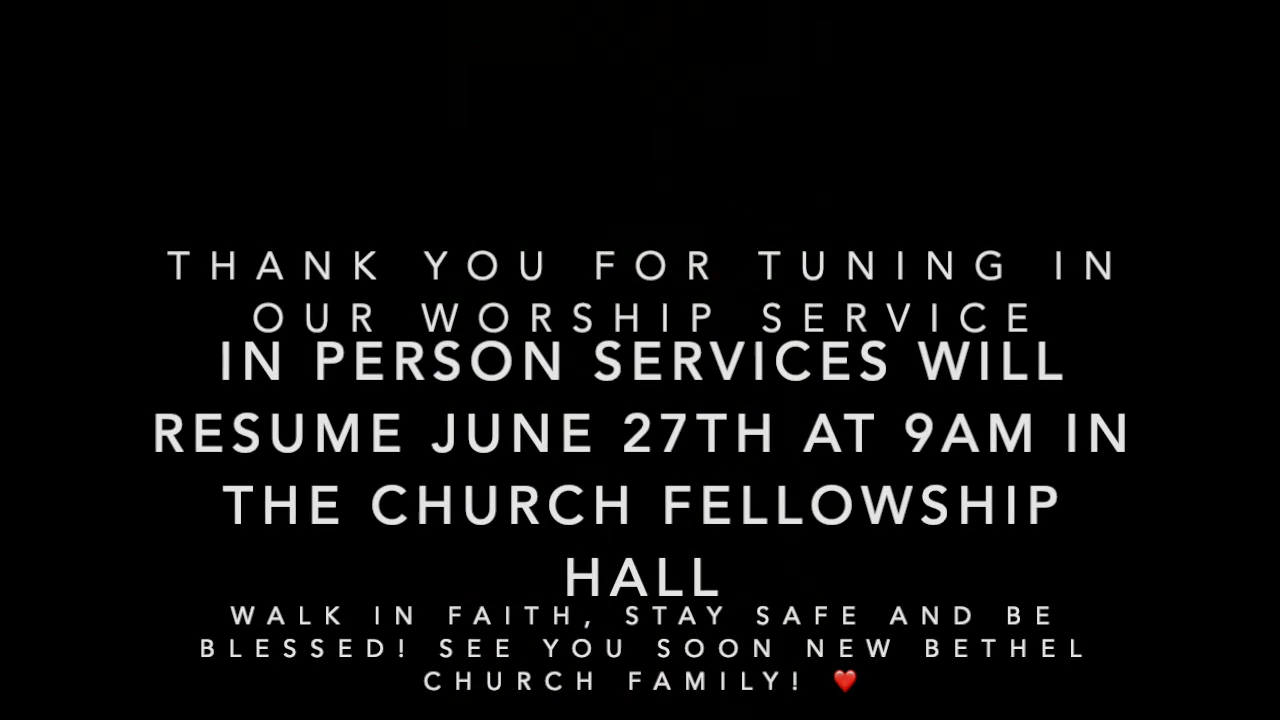 THANK YOU FOR TUNING IN
OUR WORSHIP SERVICE
IN PERSON SERVICES WILL
RESUME JUNE 27TH AT 9AM IN
THE CHURCH FELLOWSHIP
HALL
WALK IN FAITH, STAY SAFE AND BE
BLESSED! SEE YOU SOON NEW BETHEL
CHURCH FAMILY! ❤️